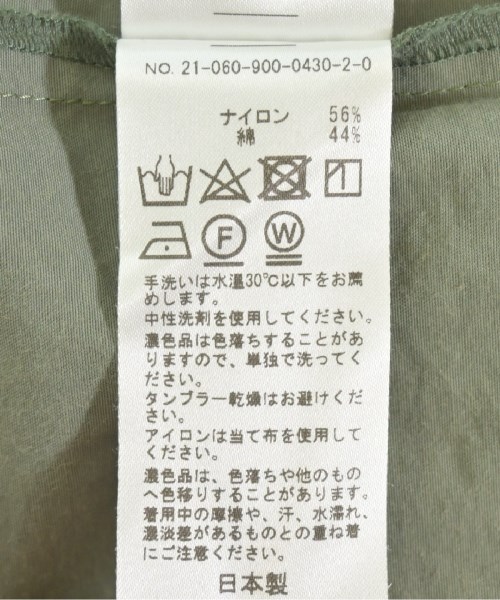 NO. 21-060-900-0430-2-0
ナイロン 56%
綿 44%
F W
手洗いは水温30℃以下をお薦
めします。
中性洗剤を使用してください。
濃色品は色落ちすることがあ
りますので、単独で洗ってく
ださい。
タンブラー乾燥はお避けくだ
さい。
アイロンは当て布を使用して
ください。
濃色品は、色落ちや他のもの
へ色移りすることがあります。
着用中の摩擦や、汗、水濡れ、
濃淡差があるものとの重ね着
にご注意ください。
日本製